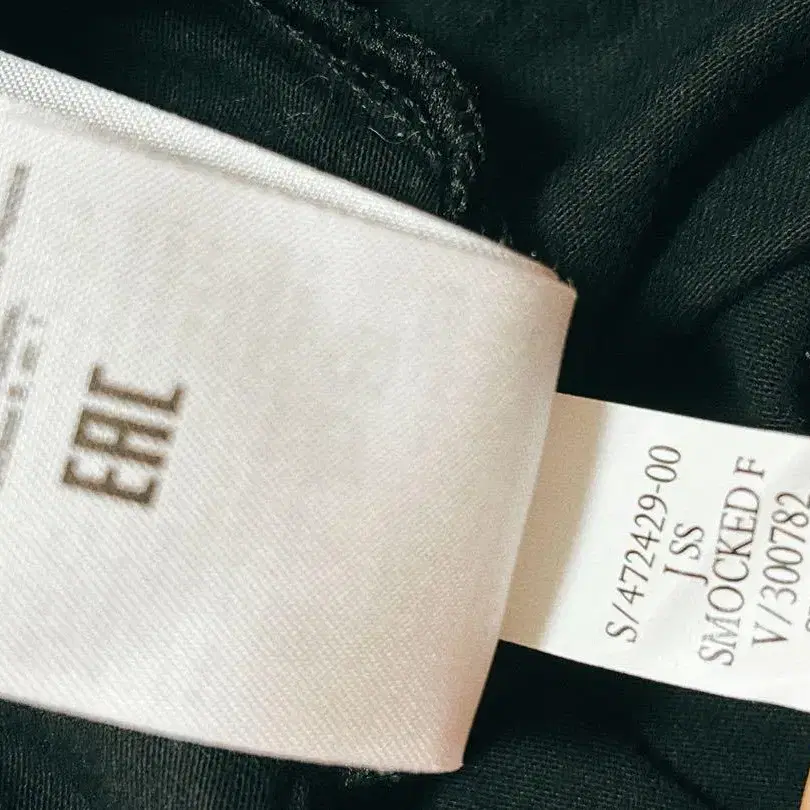 EAC
S/472429-00
J SS
SMOCKED F
V/300782